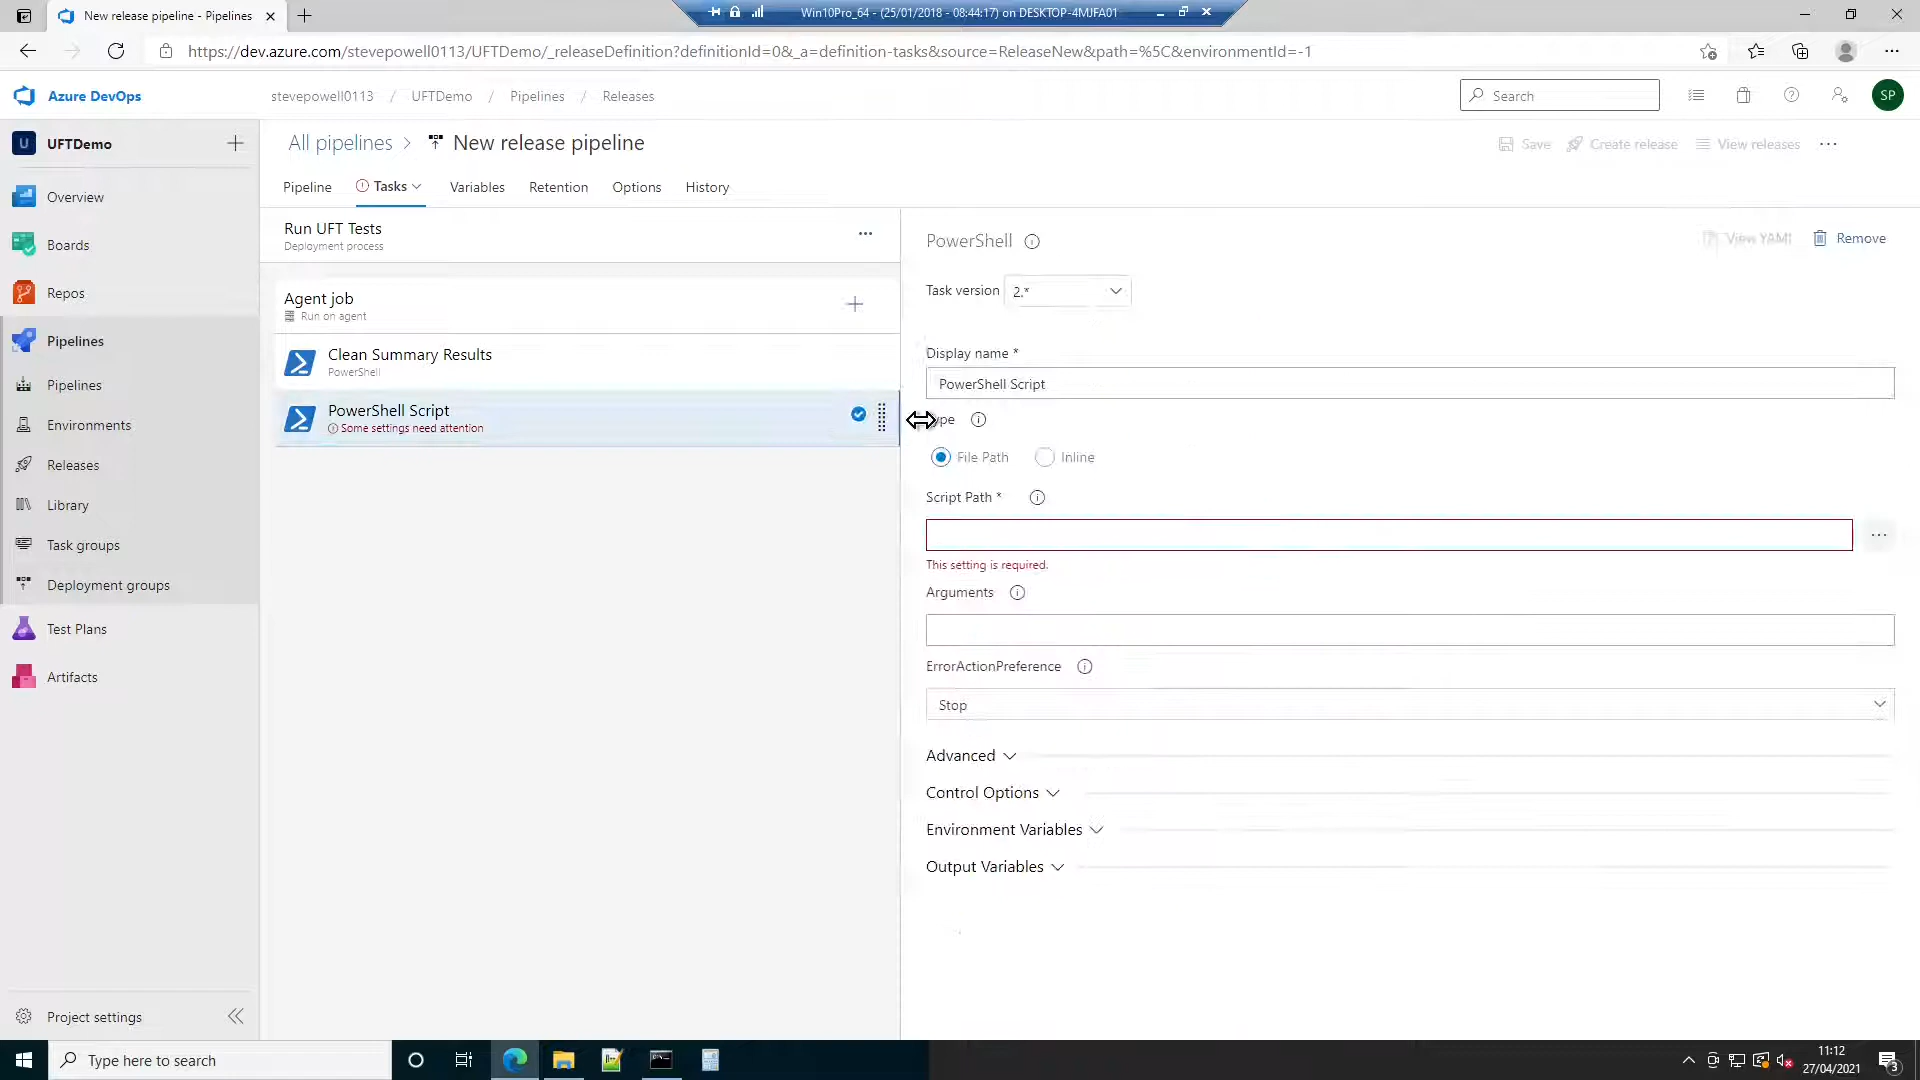 New release pipeline - Pipelines
Win10Pro_64 - (25/01/2018 - 08:44:17) on DESKTOP-4MJFA01
https://dev.azure.com/stevepowell0113/UFTDemo/_releaseDefinition?definitionId=0&_a=definition-tasks&source=ReleaseNew&path=%5C&environmentId=-1
Azure DevOps
stevepowell0113 / UFTDemo / Pipelines / Releases
Search
SP
U UFTDemo
All pipelines > New release pipeline
Save
Create release
View releases
Pipeline
Tasks
Variables
Retention
Options
History
Overview
Boards
Repos
Pipelines
Pipelines
Environments
Releases
Library
Task groups
Deployment groups
Test Plans
Artifacts
Project settings
Run UFT Tests
Deployment process
Agent job
Run on agent
Clean Summary Results
PowerShell
PowerShell Script
Some settings need attention
PowerShell
View YAML
Remove
Task version 2.*
Display name *
PowerShell Script
File Path
Inline
Script Path *
This setting is required.
Arguments
ErrorActionPreference
Stop
Advanced
Control Options
Environment Variables
Output Variables
Type here to search
11:12
27/04/2021
3